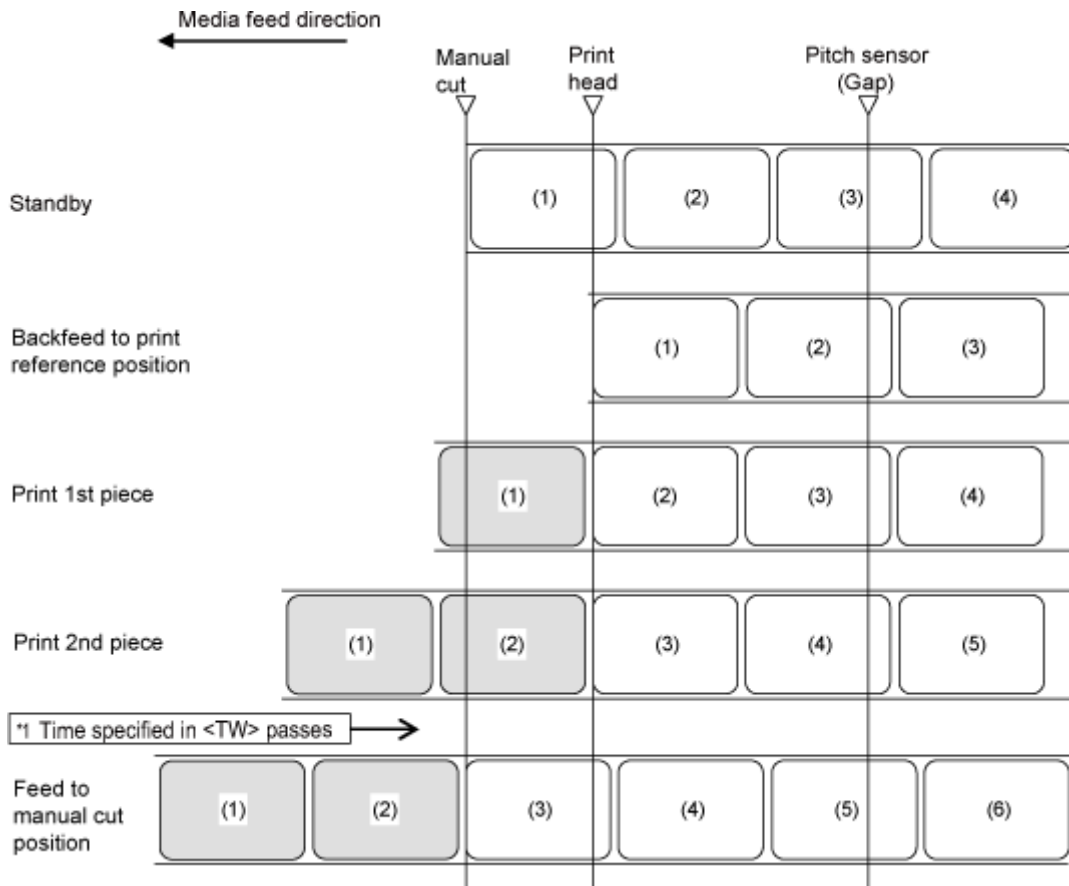 Media feed direction
Manual
cut
Print
head
Pitch sensor
(Gap)
Standby
(1) (2) (3) (4)
Backfeed to print
reference position
(1) (2) (3)
Print 1st piece
(1) (2) (3) (4)
Print 2nd piece
(1) (2) (3) (4) (5)
*1 Time specified in <TW> passes
Feed to
manual cut
position
(1) (2) (3) (4) (5) (6)